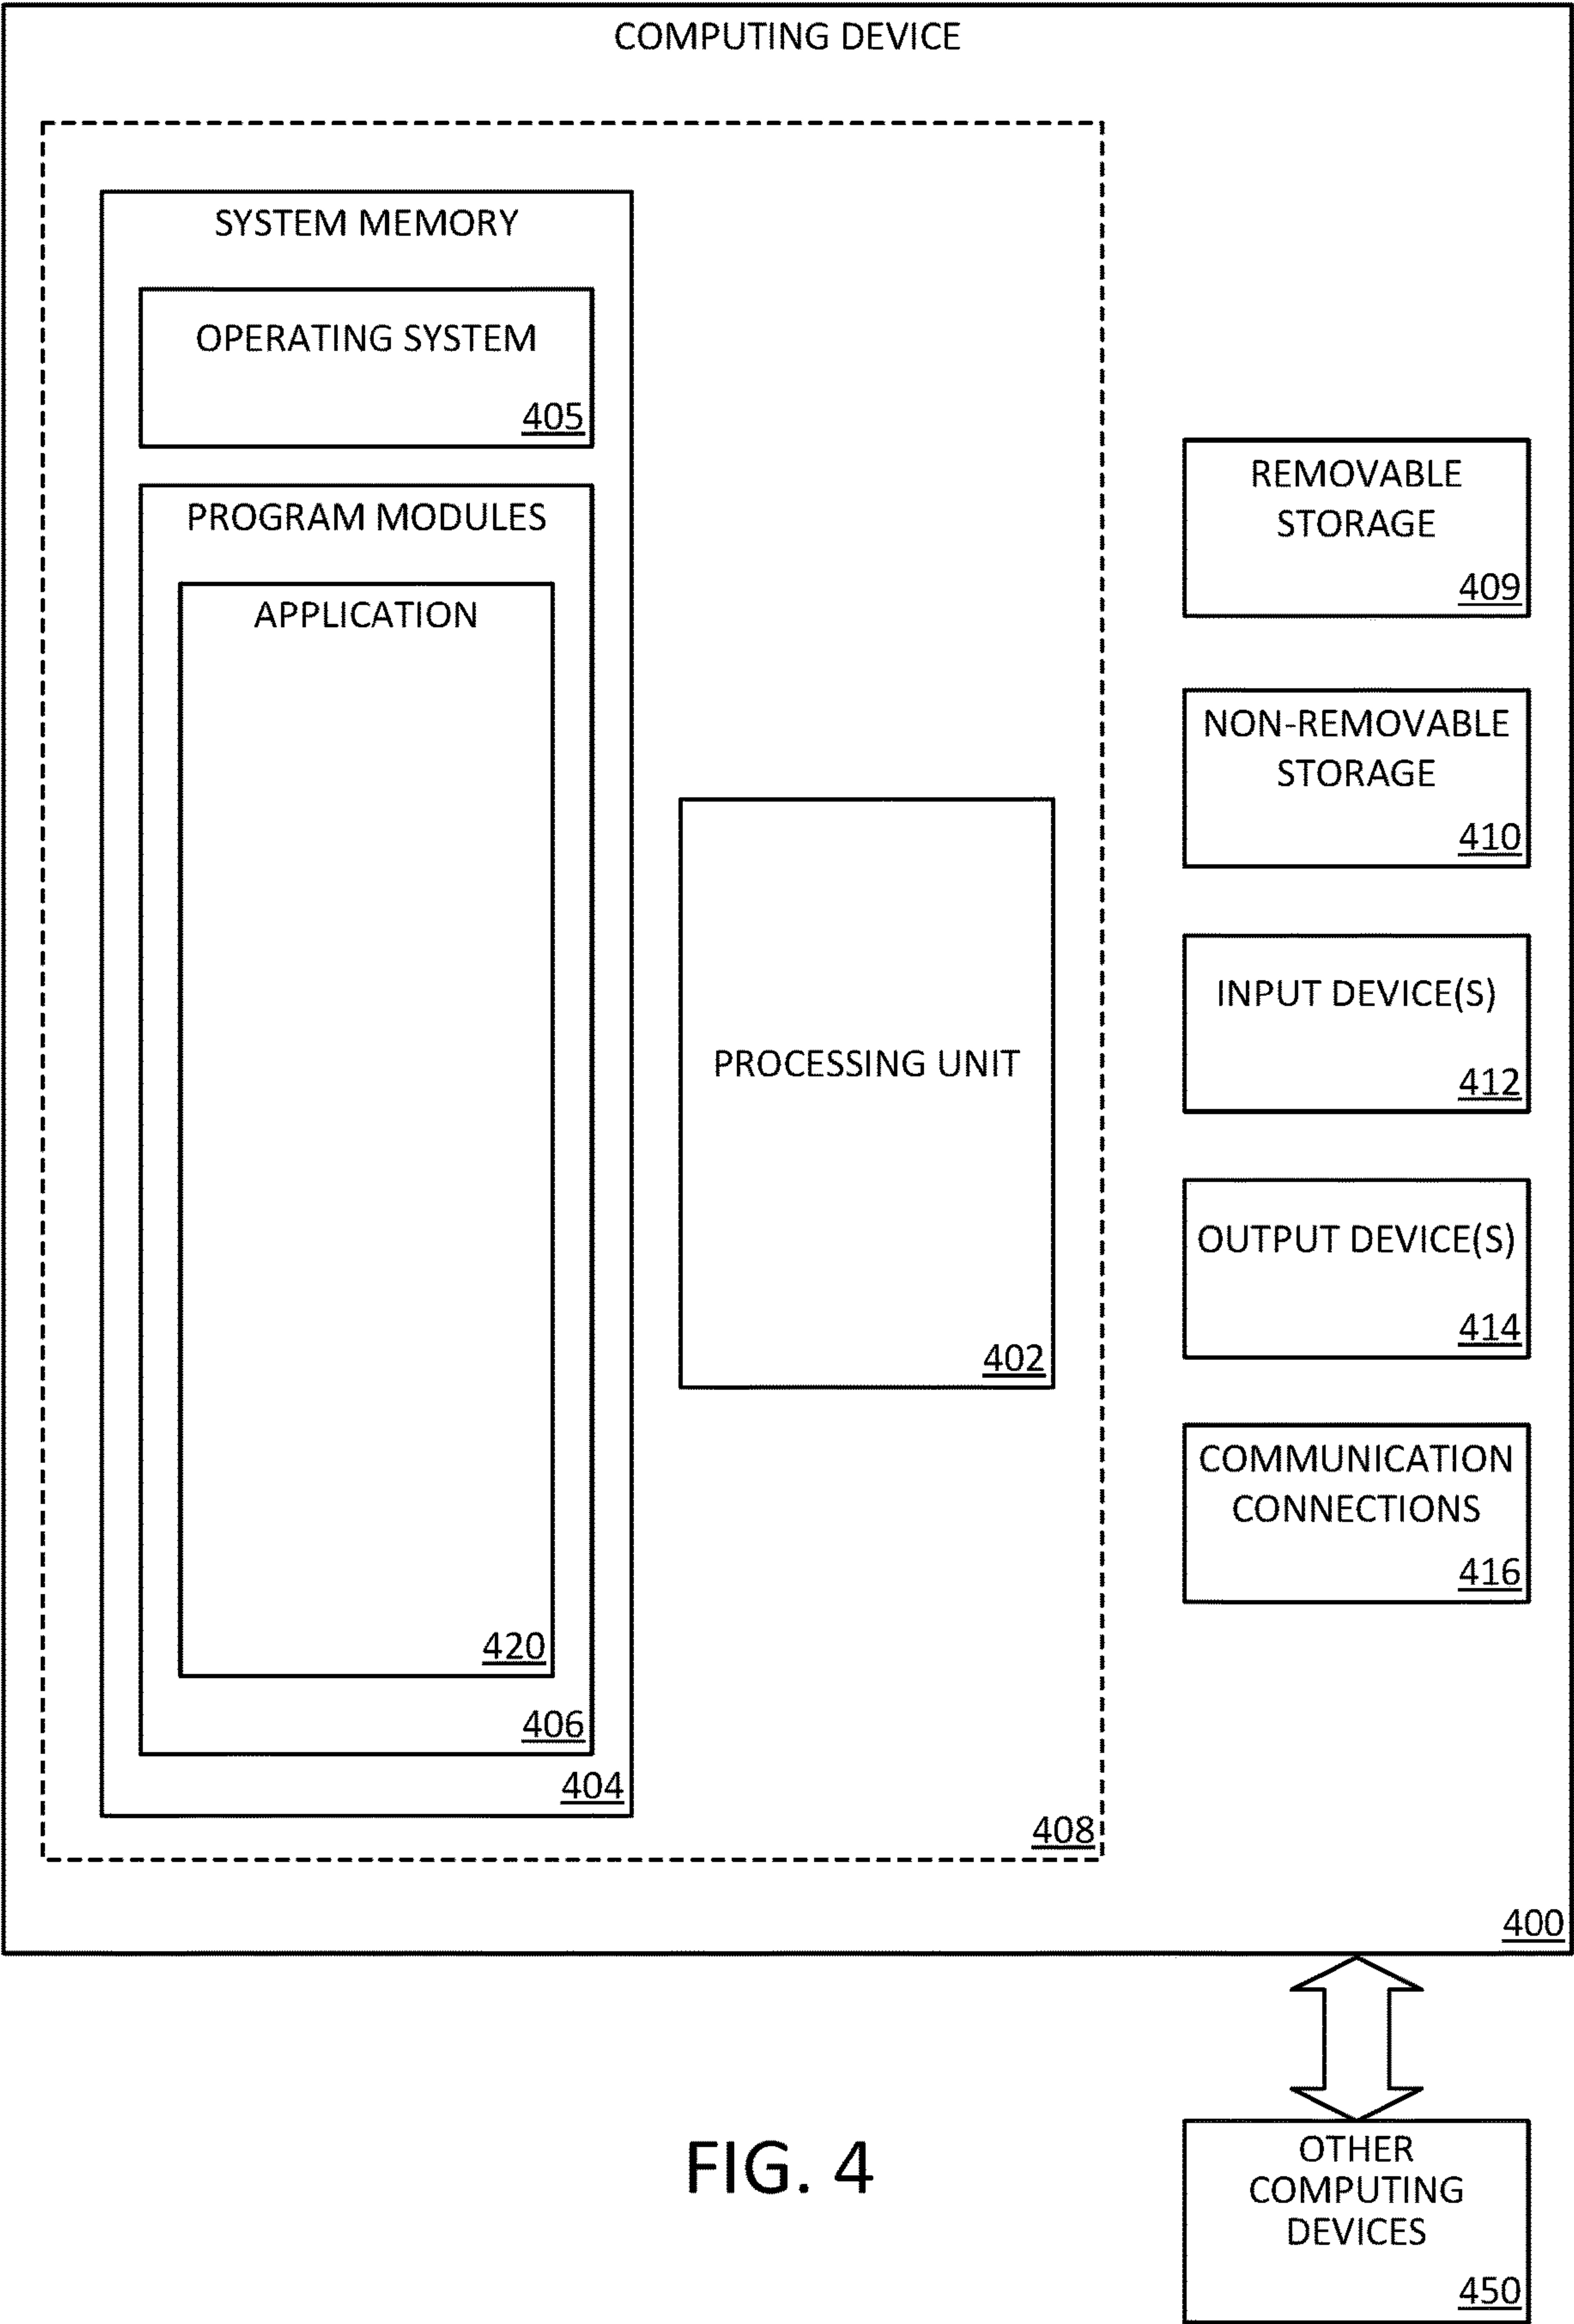 COMPUTING DEVICE
SYSTEM MEMORY
OPERATING SYSTEM
405
PROGRAM MODULES
APPLICATION
420
406
404
PROCESSING UNIT
402
408
REMOVABLE
STORAGE
409
NON-REMOVABLE
STORAGE
410
INPUT DEVICE(S)
412
OUTPUT DEVICE(S)
414
COMMUNICATION
CONNECTIONS
416
400
OTHER
COMPUTING
DEVICES
450
FIG. 4